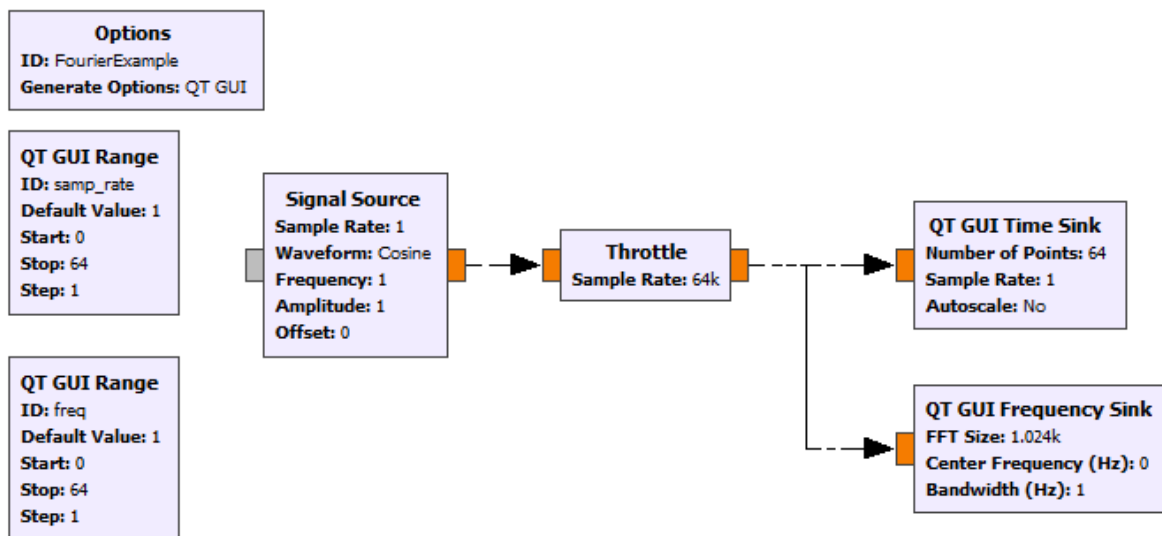 Options
ID: FourierExample
Generate Options: QT GUI
QT GUI Range
ID: samp_rate
Default Value: 1
Start: 0
Stop: 64
Step: 1
QT GUI Range
ID: freq
Default Value: 1
Start: 0
Stop: 64
Step: 1
Signal Source
Sample Rate: 1
Waveform: Cosine
Frequency: 1
Amplitude: 1
Offset: 0
Throttle
Sample Rate: 64k
QT GUI Time Sink
Number of Points: 64
Sample Rate: 1
Autoscale: No
QT GUI Frequency Sink
FFT Size: 1.024k
Center Frequency (Hz): 0
Bandwidth (Hz): 1